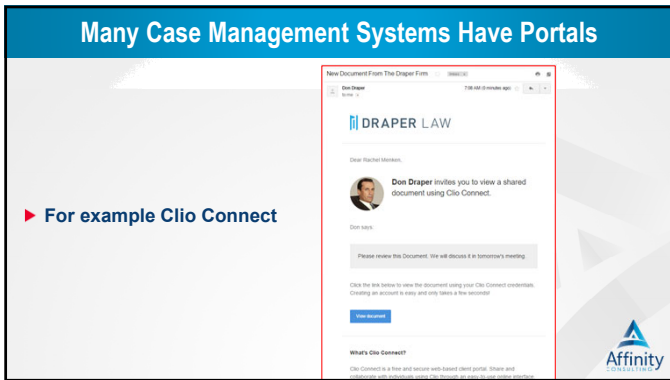 Many Case Management Systems Have Portals
For example Clio Connect
New Document From The Draper Firm
Don Draper
to me
7:08 AM (0 minutes ago)
DRAPER LAW
Dear Rachel Menken,
Don Draper invites you to view a shared
document using Clio Connect.
Don says:
Please review this Document. We will discuss it in tomorrow's meeting.
Click the link below to view the document using your Clio Connect credentials.
Creating an account is easy and only takes a few seconds!
View document
What's Clio Connect?
Clio Connect is a free and secure web-based client portal. Share and
collaborate with individuals using Clio through an easy-to-use online interface
Affinity
CONSULTING